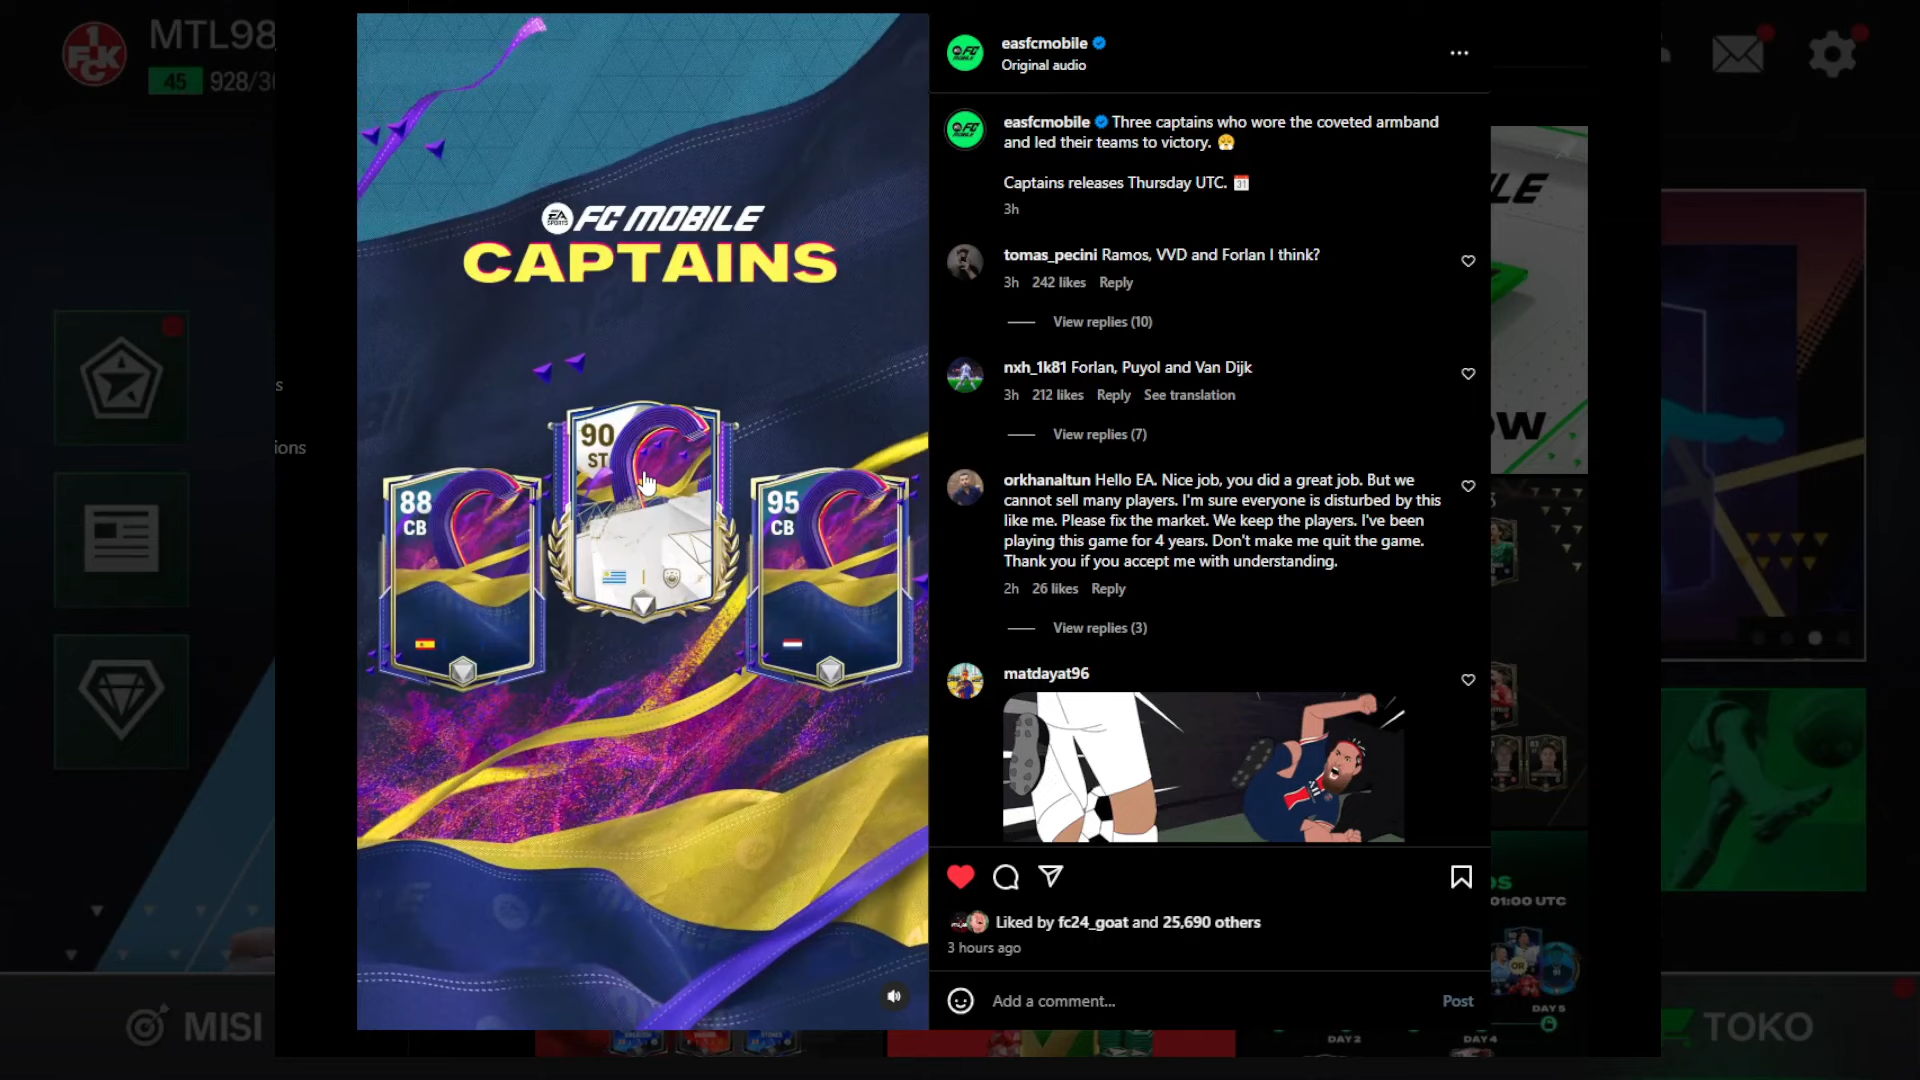 MTL98
45 928/30
s
ions
MISI
EA SPORTS FC MOBILE
CAPTAINS
90
ST
88
CB
95
CB
easfcmobile
Original audio
easfcmobile Three captains who wore the coveted armband
and led their teams to victory. 😤
Captains releases Thursday UTC. 📅
3h
tomas_pecini Ramos, VVD and Forlan I think?
3h 242 likes Reply
View replies (10)
nxh_1k81 Forlan, Puyol and Van Dijk
3h 212 likes Reply See translation
View replies (7)
orkhanaltun Hello EA. Nice job, you did a great job. But we
cannot sell many players. I'm sure everyone is disturbed by this
like me. Please fix the market. We keep the players. I've been
playing this game for 4 years. Don't make me quit the game.
Thank you if you accept me with understanding.
2h 26 likes Reply
View replies (3)
matdayat96
Liked by fc24_goat and 25,690 others
3 hours ago
Add a comment...
Post
ILE
OW
01:00 UTC
OR
DAY 5
DAY 2
DAY 4
TOKO